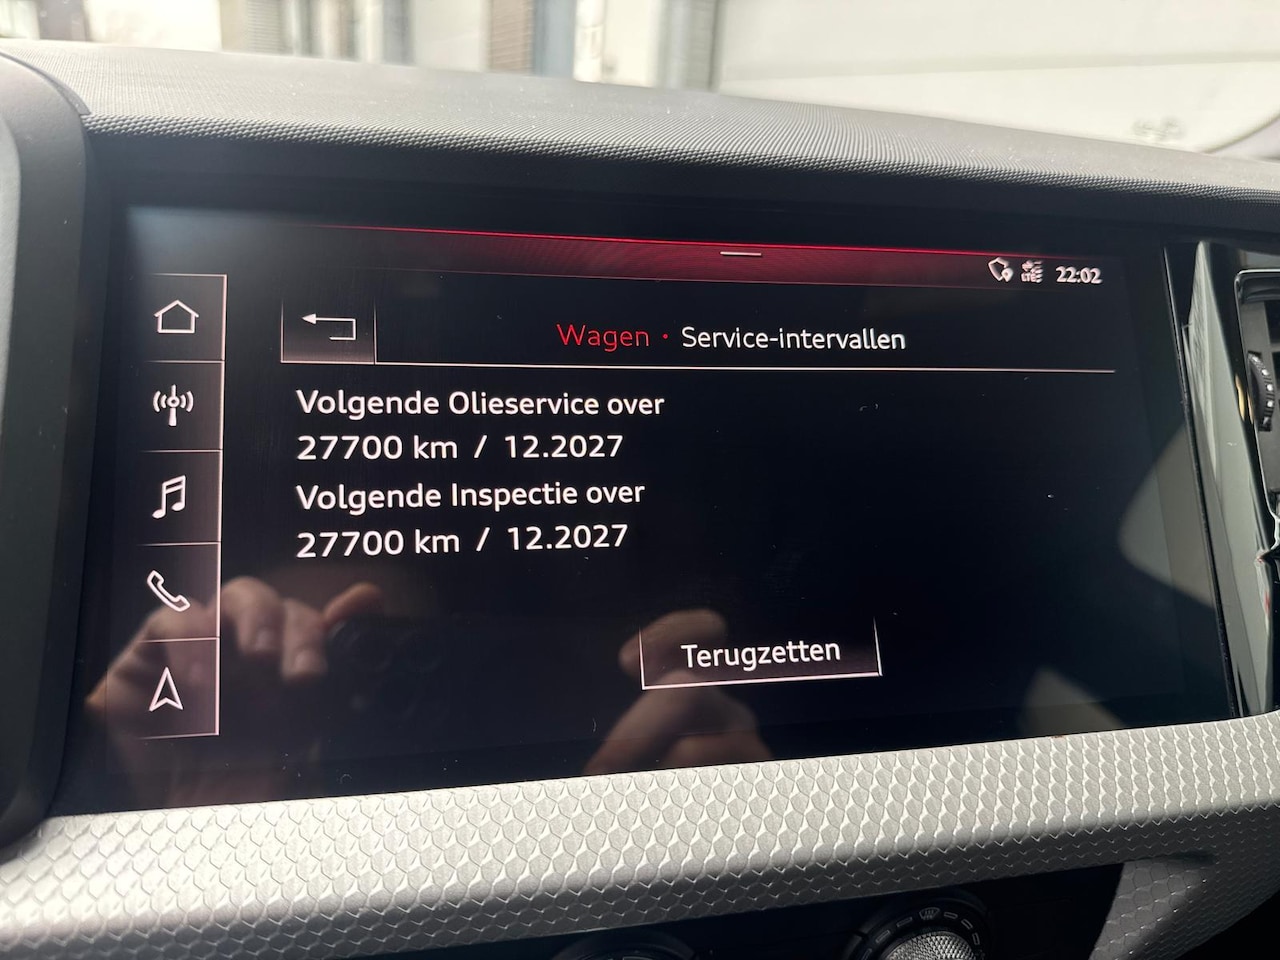 LTE 22:02
Wagen · Service-intervallen
Volgende Olieservice over
27700 km / 12.2027
Volgende Inspectie over
27700 km / 12.2027
Terugzetten